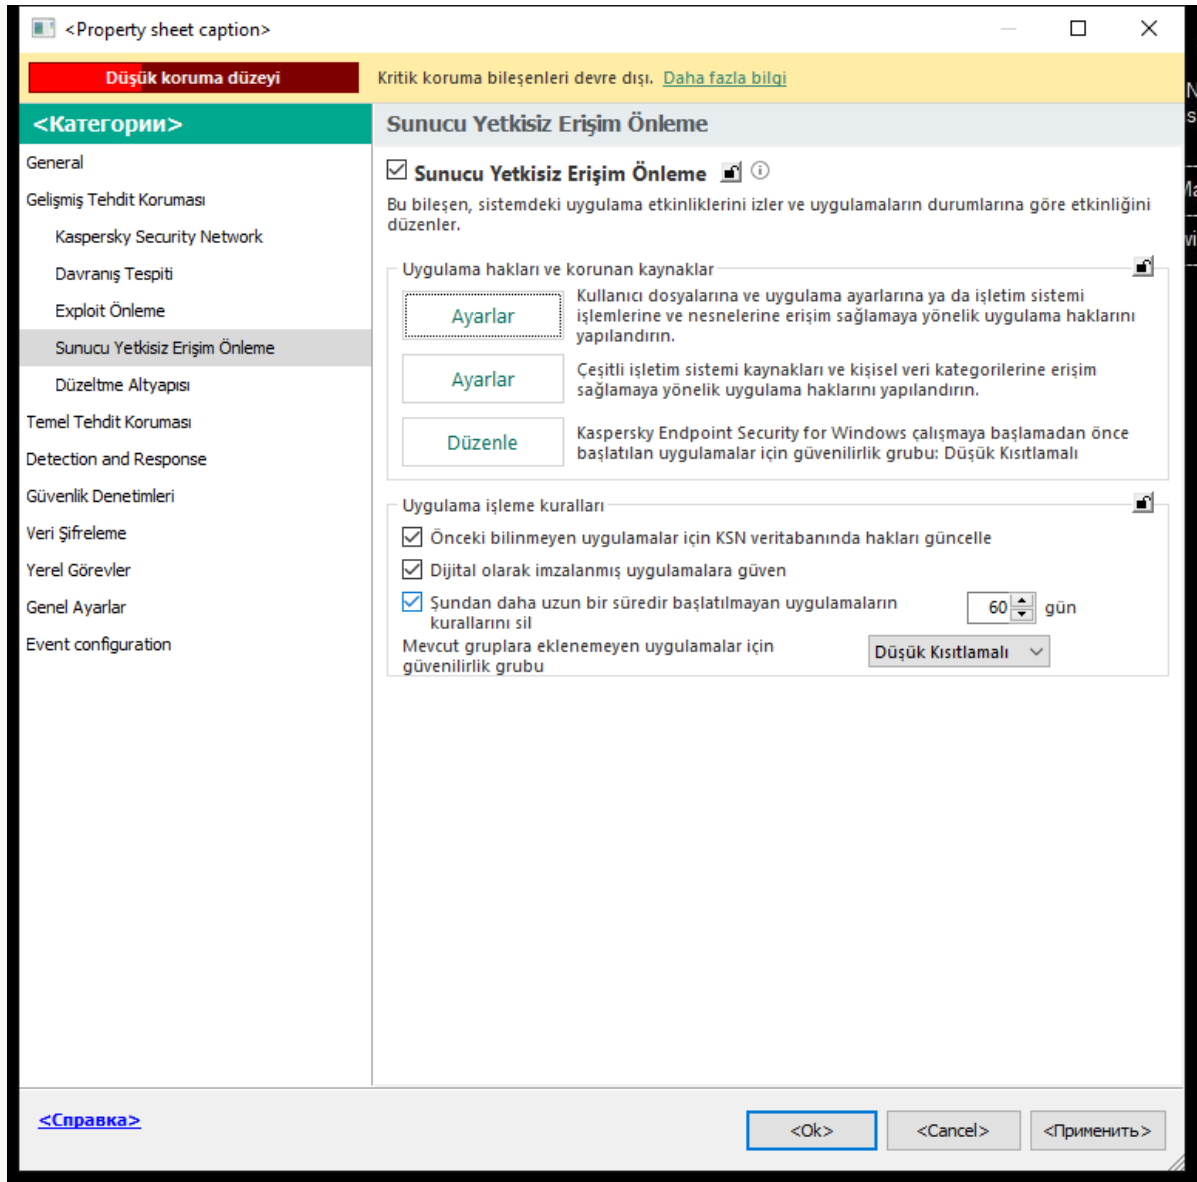 <Property sheet caption>
Düşük koruma düzeyi
Kritik koruma bileşenleri devre dışı. Daha fazla bilgi
<Категории>
General
Gelişmiş Tehdit Koruması
Kaspersky Security Network
Davranış Tespiti
Exploit Önleme
Sunucu Yetkisiz Erişim Önleme
Düzeltme Altyapısı
Temel Tehdit Koruması
Detection and Response
Güvenlik Denetimleri
Veri Şifreleme
Yerel Görevler
Genel Ayarlar
Event configuration
Sunucu Yetkisiz Erişim Önleme
Sunucu Yetkisiz Erişim Önleme
Bu bileşen, sistemdeki uygulama etkinliklerini izler ve uygulamaların durumlarına göre etkinliğini
düzenler.
Uygulama hakları ve korunan kaynaklar
Ayarlar
Kullanıcı dosyalarına ve uygulama ayarlarına ya da işletim sistemi
işlemlerine ve nesnelerine erişim sağlamaya yönelik uygulama haklarını
yapılandırın.
Ayarlar
Çeşitli işletim sistemi kaynakları ve kişisel veri kategorilerine erişim
sağlamaya yönelik uygulama haklarını yapılandırın.
Düzenle
Kaspersky Endpoint Security for Windows çalışmaya başlamadan önce
başlatılan uygulamalar için güvenilirlik grubu: Düşük Kısıtlamalı
Uygulama işleme kuralları
Önceki bilinmeyen uygulamalar için KSN veritabanında hakları güncelle
Dijital olarak imzalanmış uygulamalara güven
Şundan daha uzun bir süredir başlatılmayan uygulamaların
kurallarını sil
60 gün
Mevcut gruplara eklenemeyen uygulamalar için
güvenilirlik grubu
Düşük Kısıtlamalı
<Справка>
<Ok>
<Cancel>
<Применить>